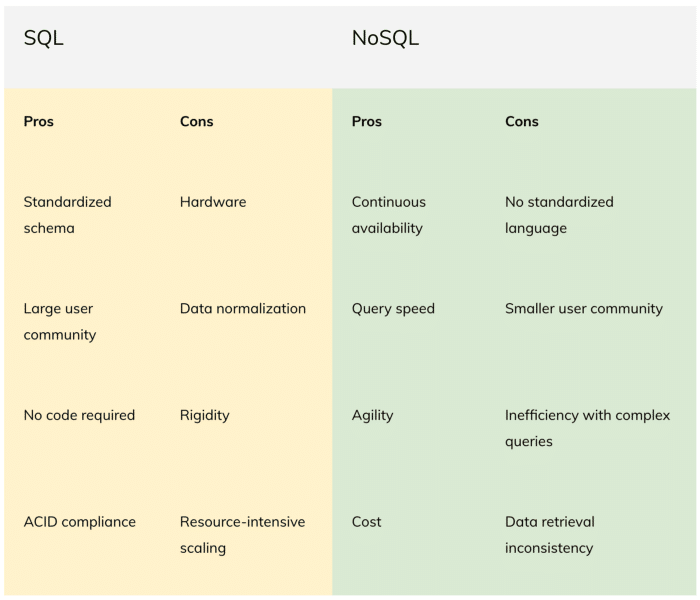 SQL
NoSQL
Pros
Cons
Pros
Cons
Standardized
schema
Hardware
Continuous
availability
No standardized
language
Large user
community
Data normalization
Query speed
Smaller user community
No code required
Rigidity
Agility
Inefficiency with complex
queries
ACID compliance
Resource-intensive
scaling
Cost
Data retrieval
inconsistency